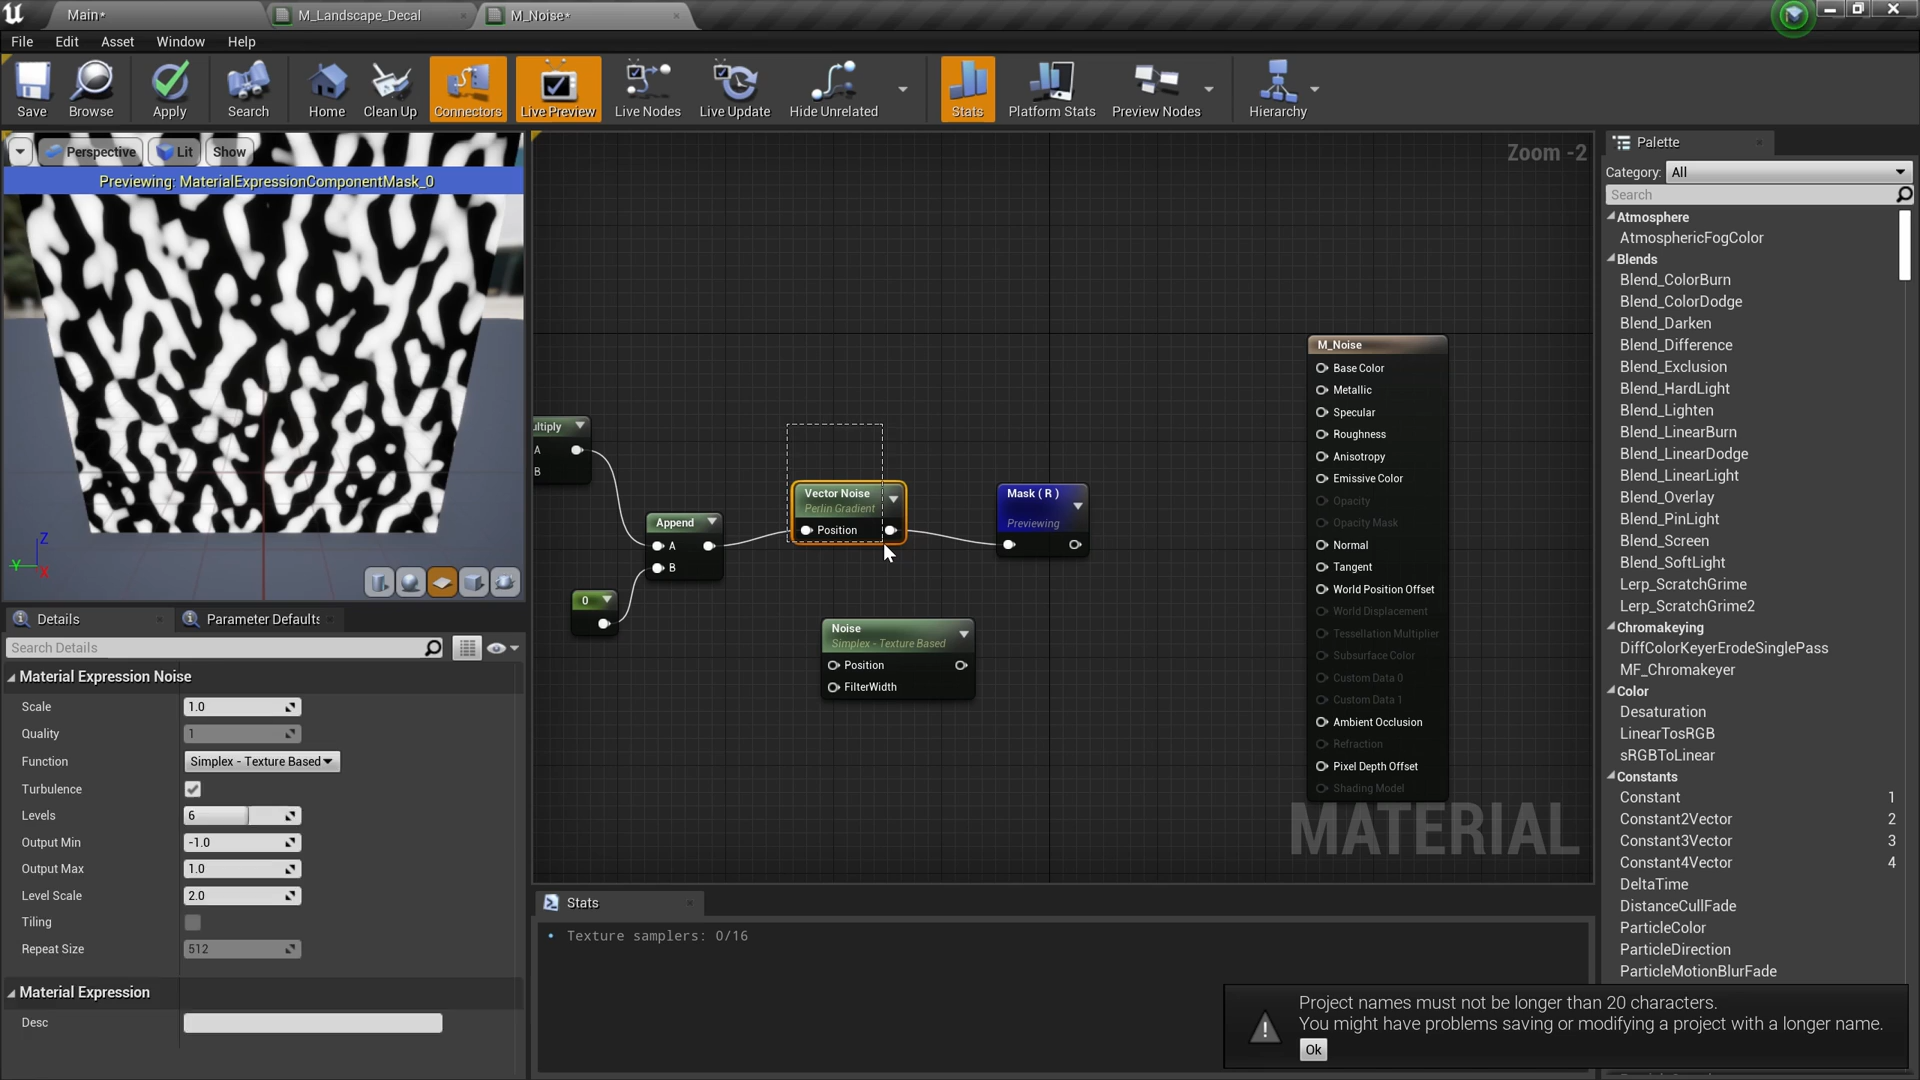 Main*
M_Landscape_Decal
M_Noise*
File
Edit
Asset
Window
Help
Save
Browse
Apply
Search
Home
Clean Up
Connectors
Live Preview
Live Nodes
Live Update
Hide Unrelated
Stats
Platform Stats
Preview Nodes
Hierarchy
Perspective
Lit
Show
Previewing: MaterialExpressionComponentMask_0
Z
Y
X
Zoom -2
ultiply
A
B
Append
A
B
0
Vector Noise
Perlin Gradient
Position
Mask ( R )
Previewing
Noise
Simplex - Texture Based
Position
FilterWidth
M_Noise
Base Color
Metallic
Specular
Roughness
Anisotropy
Emissive Color
Opacity
Opacity Mask
Normal
Tangent
World Position Offset
World Displacement
Tessellation Multiplier
Subsurface Color
Custom Data 0
Custom Data 1
Ambient Occlusion
Refraction
Pixel Depth Offset
Shading Model
MATERIAL
Details
Parameter Defaults
Search Details
Material Expression Noise
Scale 1.0
Quality 1
Function Simplex - Texture Based
Turbulence
Levels 6
Output Min -1.0
Output Max 1.0
Level Scale 2.0
Tiling
Repeat Size 512
Material Expression
Desc
Stats
Texture samplers: 0/16
Palette
Category: All
Search
Atmosphere
AtmosphericFogColor
Blends
Blend_ColorBurn
Blend_ColorDodge
Blend_Darken
Blend_Difference
Blend_Exclusion
Blend_HardLight
Blend_Lighten
Blend_LinearBurn
Blend_LinearDodge
Blend_LinearLight
Blend_Overlay
Blend_PinLight
Blend_Screen
Blend_SoftLight
Lerp_ScratchGrime
Lerp_ScratchGrime2
Chromakeying
DiffColorKeyerErodeSinglePass
MF_Chromakeyer
Color
Desaturation
LinearTosRGB
sRGBToLinear
Constants
Constant 1
Constant2Vector 2
Constant3Vector 3
Constant4Vector 4
DeltaTime
DistanceCullFade
ParticleColor
ParticleDirection
ParticleMotionBlurFade
Project names must not be longer than 20 characters.
You might have problems saving or modifying a project with a longer name.
Ok